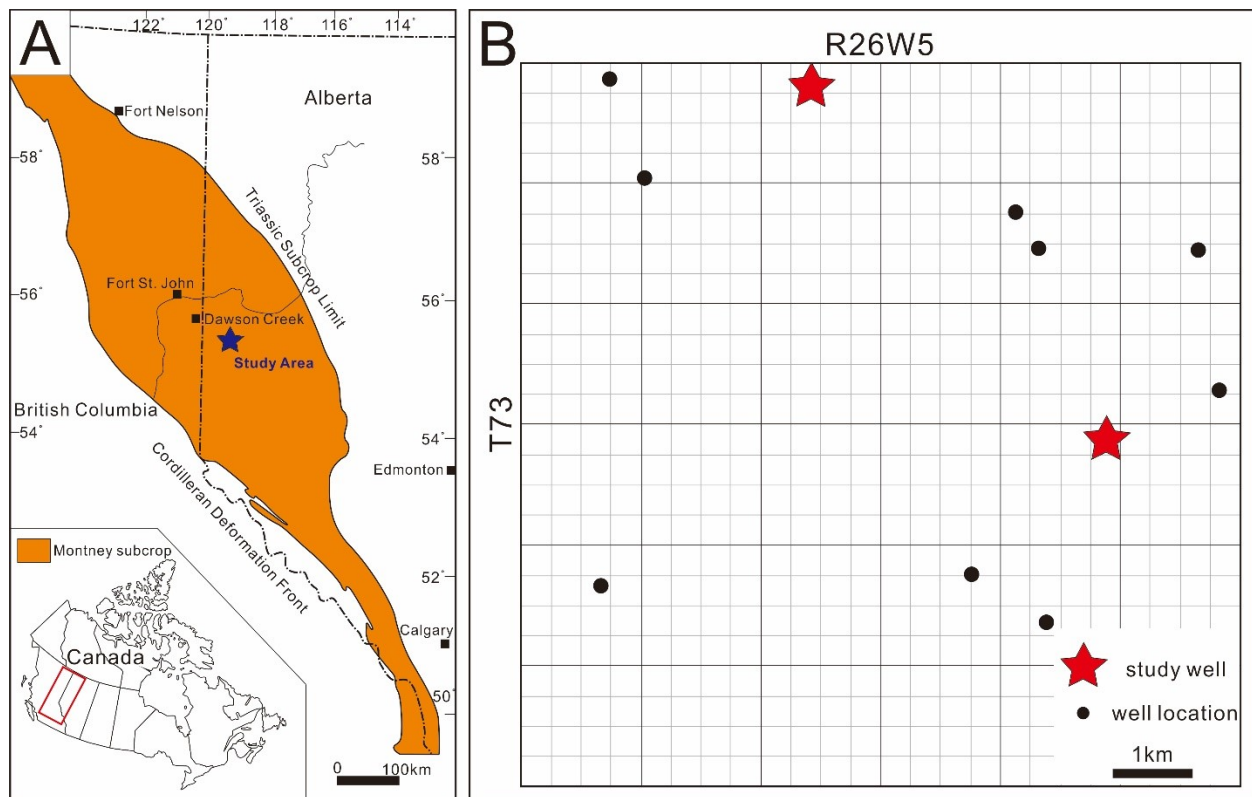 A
122° 120° 118° 116° 114°
Fort Nelson
Alberta
58° 58°
Triassic Subcrop Limit
Fort St. John
56° 56°
Dawson Creek
Study Area
British Columbia
54° 54°
Edmonton
Cordilleran Deformation Front
Montney subcrop
52°
Calgary
Canada
50°
0 100km
B
R26W5
T73
study well
well location
1km